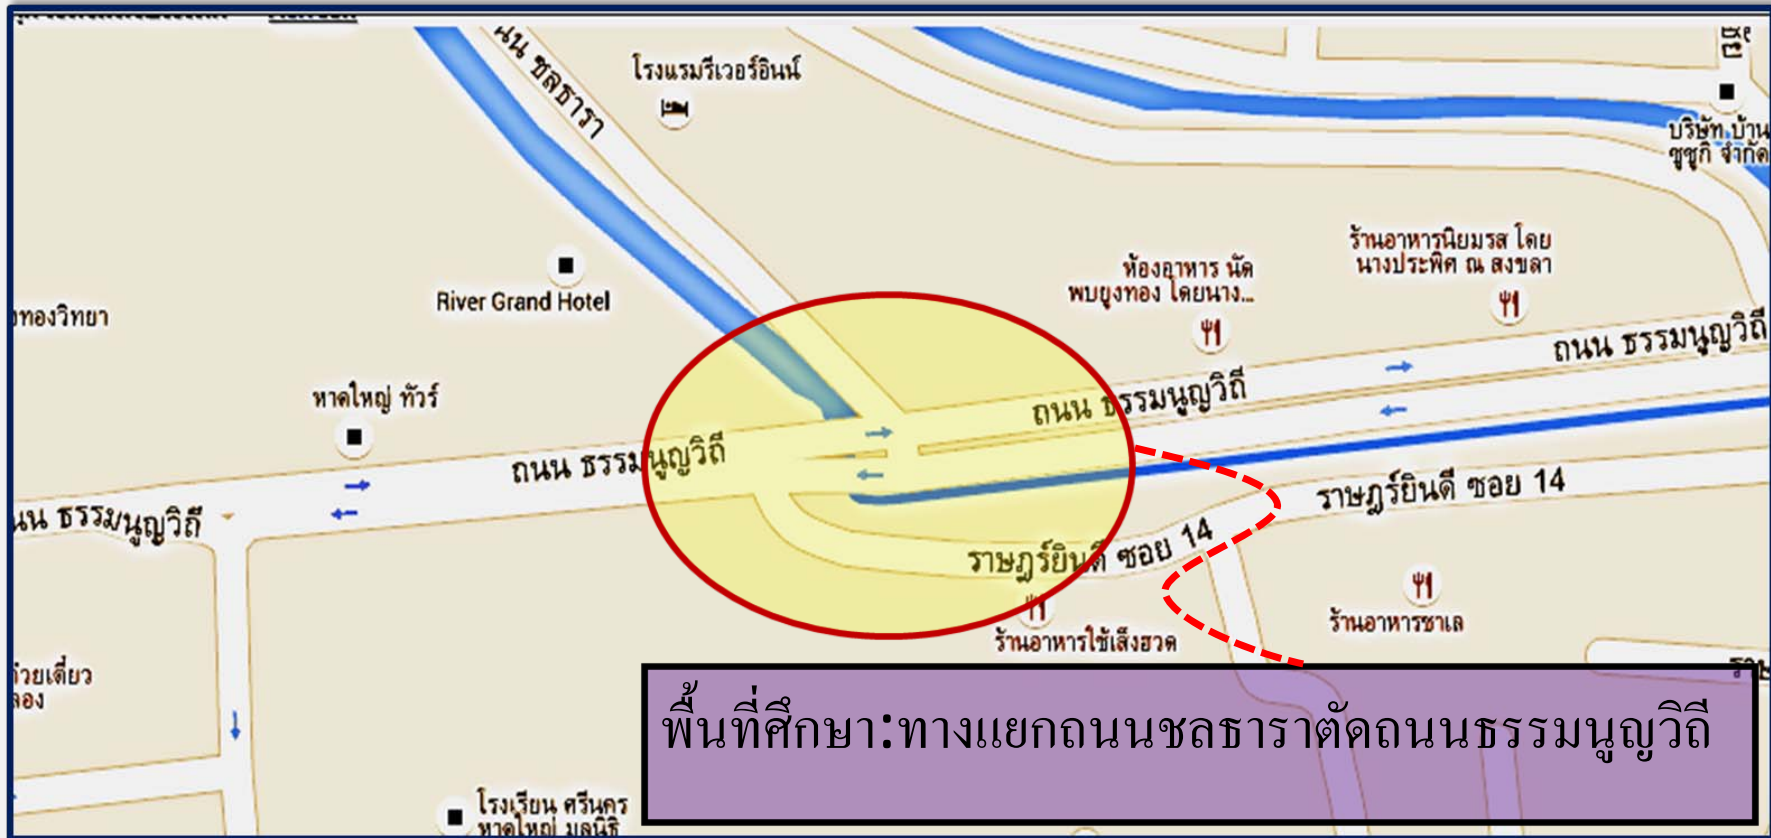 นน ชลธารา
โรงแรมรีเวอร์อินน์
บริษัท บ้าน
ซูซูกิ จำกัด
ร้านอาหารนิยมรส โดย
นางประพิศ ณ สงขลา
ห้องอาหาร นัด
พบยูงทอง โดยนาง...
River Grand Hotel
งทองวิทยา
ถนน ธรรมนูญวิถี
ถนน ธรรมนูญวิถี
หาดใหญ่ ทัวร์
ถนน ธรรมนูญวิถี
นน ธรรมนูญวิถี
ราษฎร์ยินดี ซอย 14
ราษฎร์ยินดี ซอย 14
ร้านอาหารชาเล
ร้านอาหารใช้เส็งฮวด
ก๋วยเตี๋ยว
ลอง
พื้นที่ศึกษา:ทางแยกถนนชลธาราตัดถนนธรรมนูญวิถี
โรงเรียน ศรีนคร
หาดใหญ่ มูลนิธิ